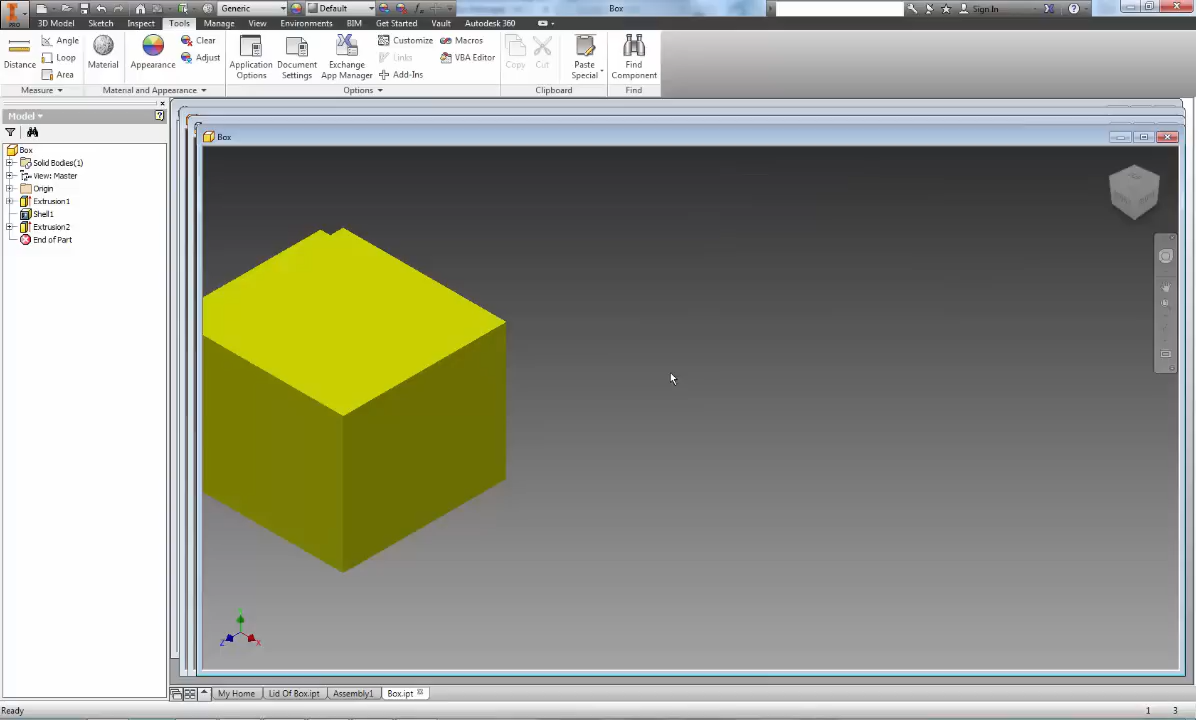 PRO
Generic
Default
Box
Sign In
3D Model Sketch Inspect Tools Manage View Environments BIM Get Started Vault Autodesk 360
Distance
Angle
Loop
Area
Measure
Material
Appearance
Clear
Adjust
Material and Appearance
Application Options
Document Settings
Exchange App Manager
Customize
Links
Add-Ins
Macros
VBA Editor
Options
Copy
Cut
Paste Special
Clipboard
Find Component
Find
Model
Box
Solid Bodies(1)
View: Master
Origin
Extrusion1
Shell1
Extrusion2
End of Part
Box
Z
X
My Home Lid Of Box.ipt Assembly1 Box.ipt
Ready
1 3